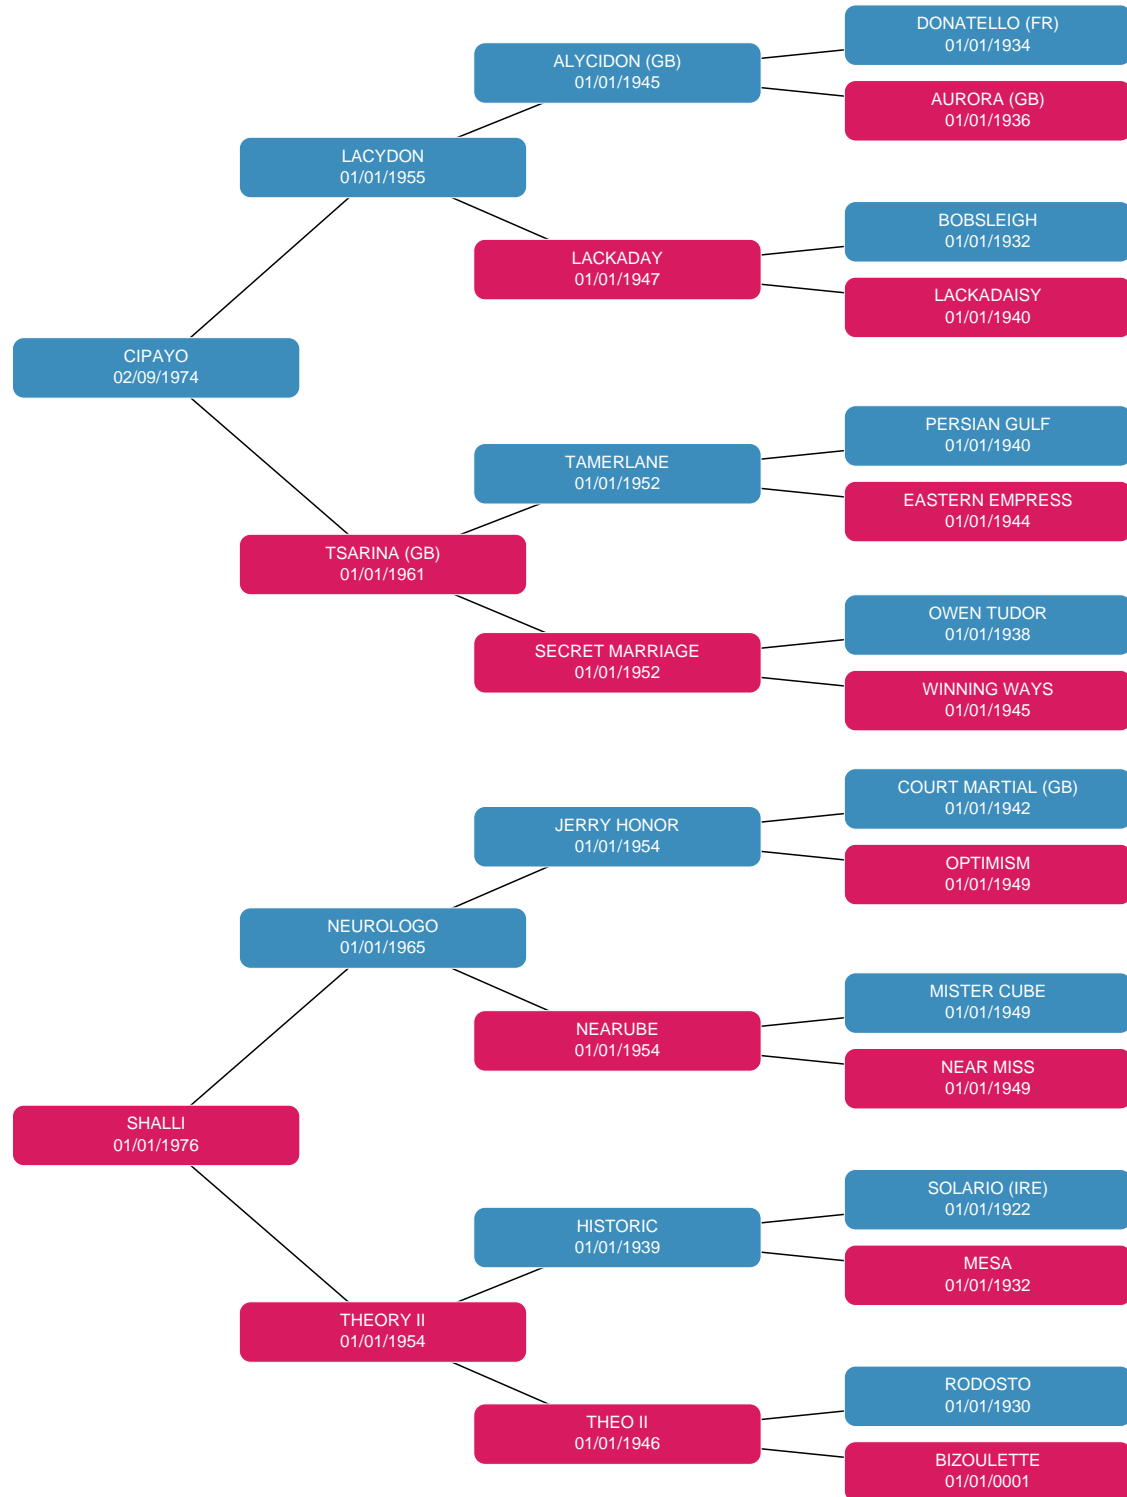 DONATELLO (FR)
01/01/1934
ALYCIDON (GB)
01/01/1945
AURORA (GB)
01/01/1936
LACYDON
01/01/1955
BOBSLEIGH
01/01/1932
LACKADAY
01/01/1947
LACKADAISY
01/01/1940
CIPAYO
02/09/1974
PERSIAN GULF
01/01/1940
TAMERLANE
01/01/1952
EASTERN EMPRESS
01/01/1944
TSARINA (GB)
01/01/1961
OWEN TUDOR
01/01/1938
SECRET MARRIAGE
01/01/1952
WINNING WAYS
01/01/1945
COURT MARTIAL (GB)
01/01/1942
JERRY HONOR
01/01/1954
OPTIMISM
01/01/1949
NEUROLOGO
01/01/1965
MISTER CUBE
01/01/1949
NEARUBE
01/01/1954
NEAR MISS
01/01/1949
SHALLI
01/01/1976
SOLARIO (IRE)
01/01/1922
HISTORIC
01/01/1939
MESA
01/01/1932
THEORY II
01/01/1954
RODOSTO
01/01/1930
THEO II
01/01/1946
BIZOULETTE
01/01/0001